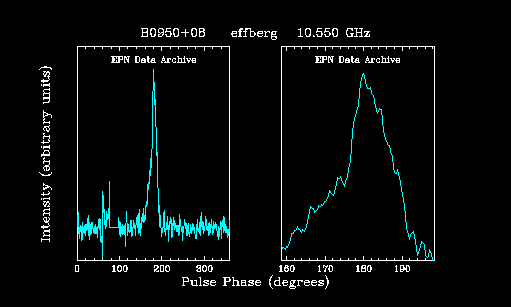 B0950+08 effberg 10.550 GHz
EPN Data Archive EPN Data Archive
Intensity (arbitrary units)
0 100 200 300 160 170 180 190
Pulse Phase (degrees)